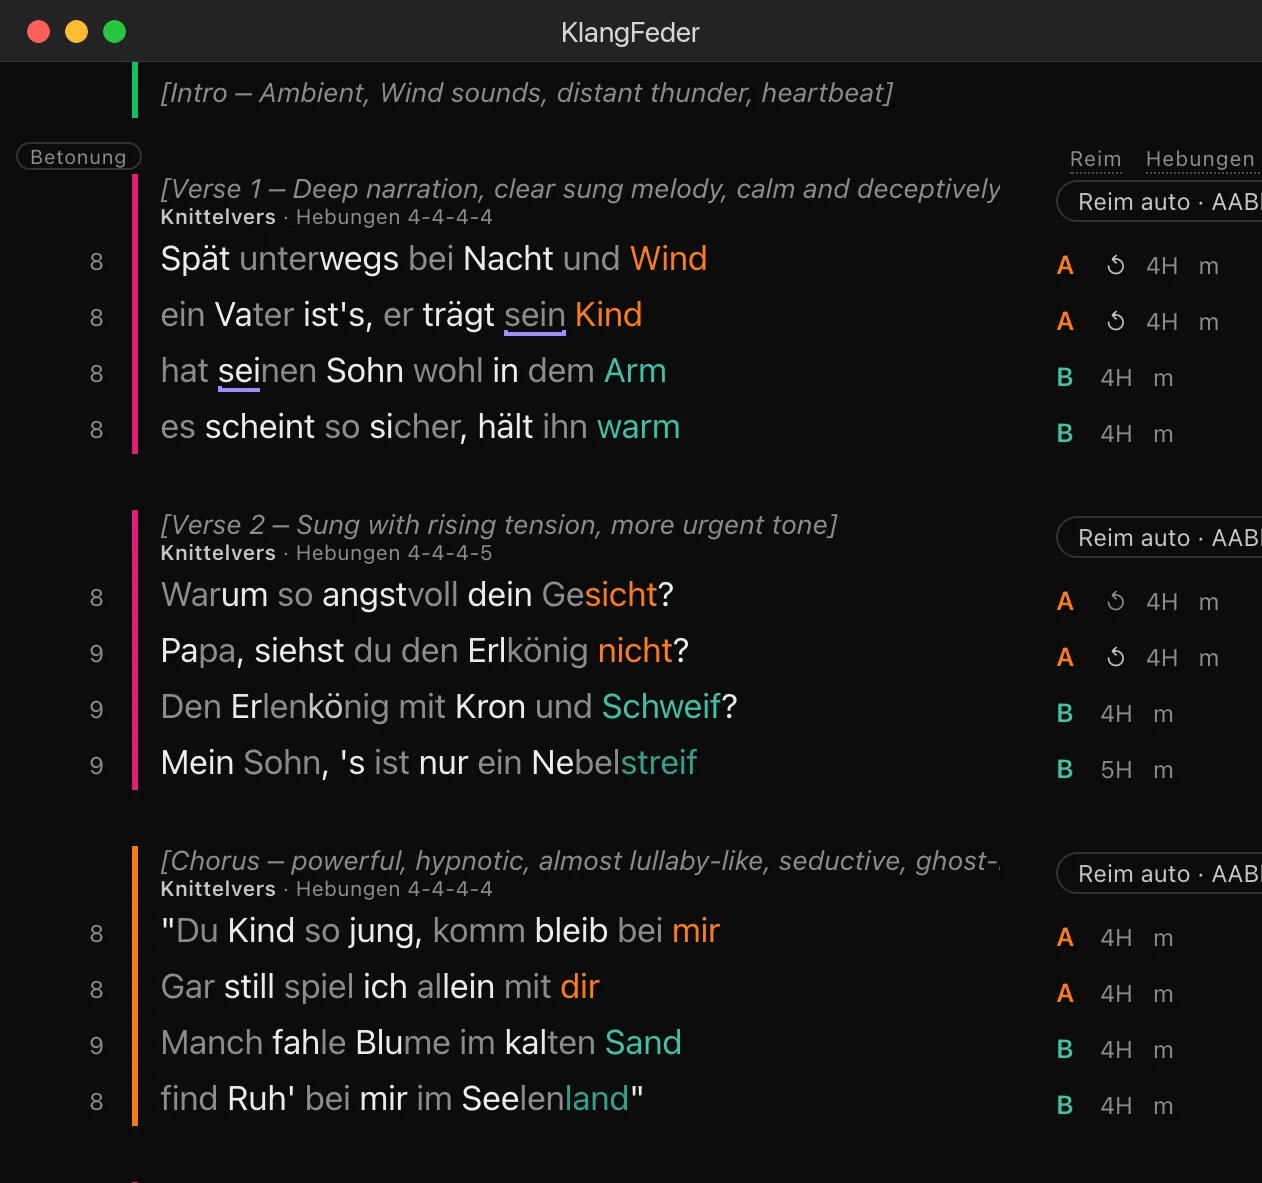 KlangFeder
[Intro – Ambient, Wind sounds, distant thunder, heartbeat]
Betonung Reim Hebungen
[Verse 1 – Deep narration, clear sung melody, calm and deceptively
Knittelvers · Hebungen 4-4-4-4 Reim auto ·
8 Spät unterwegs bei Nacht und Wind A 4H m
8 ein Vater ist's, er trägt sein Kind A 4H m
8 hat seinen Sohn wohl in dem Arm B 4H m
8 es scheint so sicher, hält ihn warm B 4H m
[Verse 2 – Sung with rising tension, more urgent tone]
Knittelvers · Hebungen 4-4-4-5 Reim auto ·
8 Warum so angstvoll dein Gesicht? A 4H m
9 Papa, siehst du den Erlkönig nicht? A 4H m
9 Den Erlenkönig mit Kron und Schweif? B 4H m
9 Mein Sohn, 's ist nur ein Nebelstreif B 5H m
[Chorus – powerful, hypnotic, almost lullaby-like, seductive, ghost-
Knittelvers · Hebungen 4-4-4-4 Reim auto ·
8 "Du Kind so jung, komm bleib bei mir A 4H m
8 Gar still spiel ich allein mit dir A 4H m
9 Manch fahle Blume im kalten Sand B 4H m
8 find Ruh' bei mir im Seelenland" B 4H m